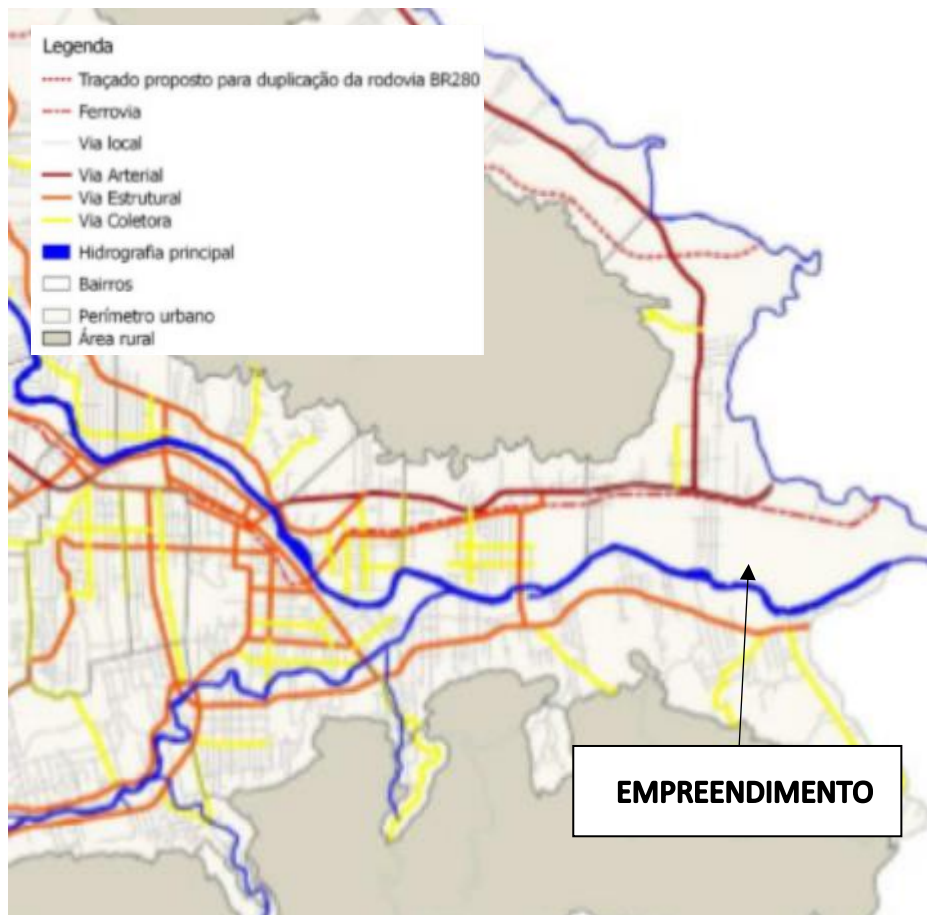 Legenda
Traçado proposto para duplicação da rodovia BR280
Ferrovia
Via local
Via Arterial
Via Estrutural
Via Coletora
Hidrografia principal
Bairros
Perímetro urbano
Área rural
EMPREENDIMENTO